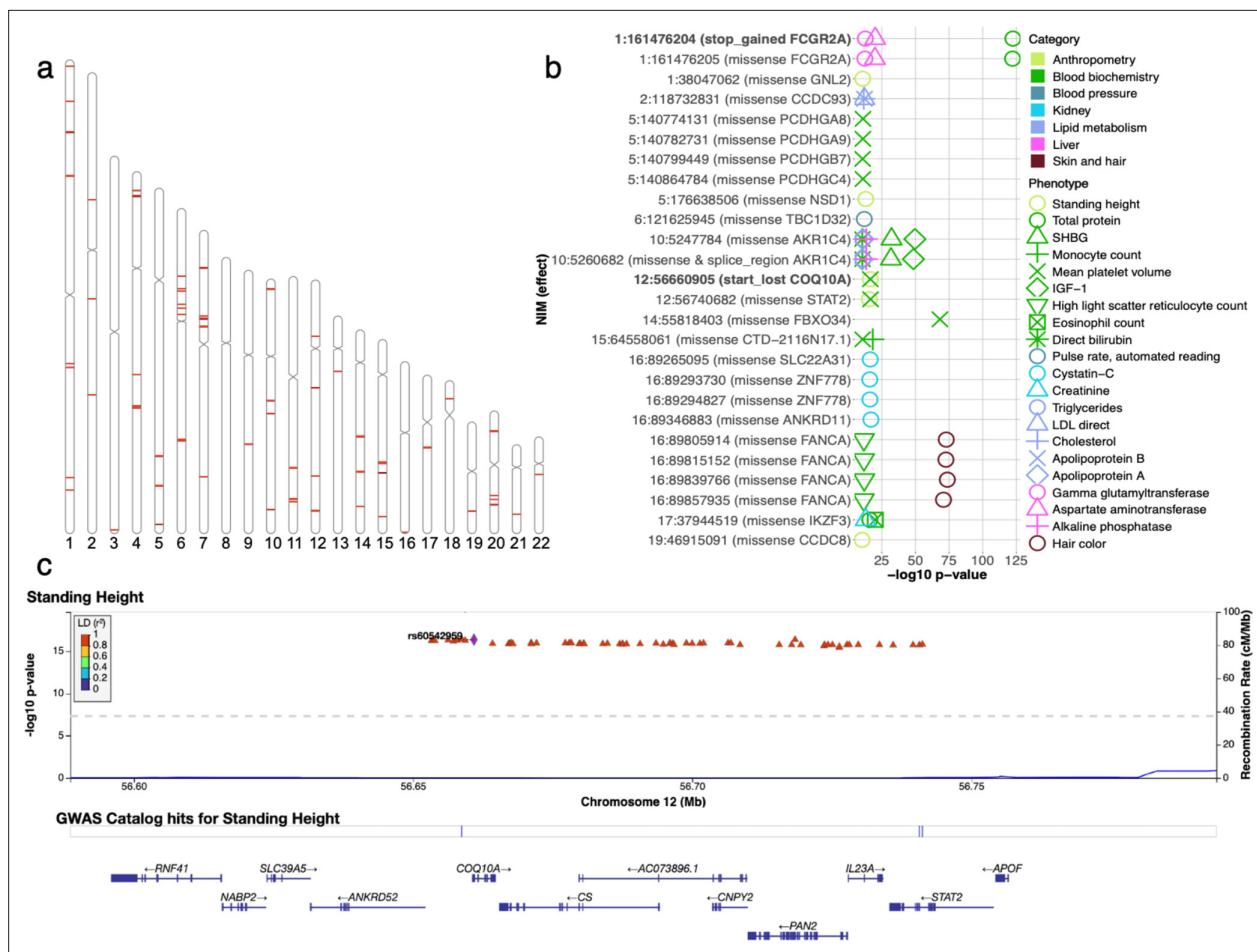 a
1 2 3 4 5 6 7 8 9 10 11 12 13 14 15 16 17 18 19 20 21 22
b
NIM (effect)
1:161476204 (stop_gained FCGR2A)
1:161476205 (missense FCGR2A)
1:38047062 (missense GNL2)
2:118732831 (missense CCDC93)
5:140774131 (missense PCDHGA8)
5:140782731 (missense PCDHGA9)
5:140799449 (missense PCDHGB7)
5:140864784 (missense PCDHGC4)
5:176638506 (missense NSD1)
6:121625945 (missense TBC1D32)
10:5247784 (missense AKR1C4)
10:5260682 (missense & splice_region AKR1C4)
12:56660905 (start_lost COQ10A)
12:56740682 (missense STAT2)
14:55818403 (missense FBXO34)
15:64558061 (missense CTD-2116N17.1)
16:89265095 (missense SLC22A31)
16:89293730 (missense ZNF778)
16:89294827 (missense ZNF778)
16:89346883 (missense ANKRD11)
16:89805914 (missense FANCA)
16:89815152 (missense FANCA)
16:89839766 (missense FANCA)
16:89857935 (missense FANCA)
17:37944519 (missense IKZF3)
19:46915091 (missense CCDC8)
25 50 75 100 125
−log10 p−value
Category
Anthropometry
Blood biochemistry
Blood pressure
Kidney
Lipid metabolism
Liver
Skin and hair
Phenotype
Standing height
Total protein
SHBG
Monocyte count
Mean platelet volume
IGF-1
High light scatter reticulocyte count
Eosinophil count
Direct bilirubin
Pulse rate, automated reading
Cystatin-C
Creatinine
Triglycerides
LDL direct
Cholesterol
Apolipoprotein B
Apolipoprotein A
Gamma glutamyltransferase
Aspartate aminotransferase
Alkaline phosphatase
Hair color
c
Standing Height
LD (r²)
1
0.8
0.6
0.4
0.2
0
rs60542959
-log10 p-value
15
10
5
0
100
80
60
40
20
0
Recombination Rate (cM/Mb)
56.60 56.65 56.70 56.75
Chromosome 12 (Mb)
GWAS Catalog hits for Standing Height
←RNF41 SLC39A5→ COQ10A→ ←AC073896.1 IL23A→ ←APOF
NABP2→ ←ANKRD52 ←CS ←CNPY2 ←STAT2
←PAN2